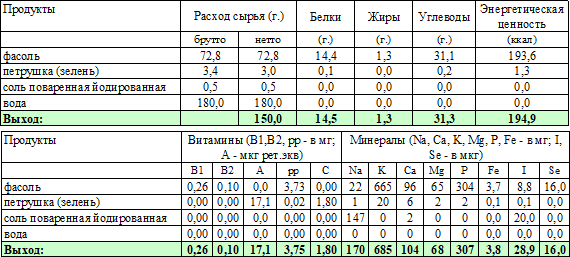 Продукты Расход сырья (г.) Белки Жиры Углеводы Энергетическая ценность
брутто нетто (г.) (г.) (г.) (ккал)
фасоль 72,8 72,8 14,4 1,3 31,1 193,6
петрушка (зелень) 3,4 3,0 0,1 0,0 0,2 1,3
соль поваренная йодированная 0,5 0,5 0,0 0,0 0,0 0,0
вода 180,0 180,0 0,0 0,0 0,0 0,0
Выход: 150,0 14,5 1,3 31,3 194,9
Продукты Витамины (B1,B2, pp - в мг; A - мкг рет.экв) Минералы (Na, Ca, K, Mg, P, Fe - в мг; I, Se - в мкг)
B1 B2 A pp C Na K Ca Mg P Fe I Se
фасоль 0,26 0,10 0,0 3,73 0,00 22 665 96 65 304 3,7 8,8 16,0
петрушка (зелень) 0,00 0,00 17,1 0,02 1,80 1 20 6 2 2 0,1 0,1 0,0
соль поваренная йодированная 0,00 0,00 0,0 0,00 0,00 147 0 2 0 0 0,0 20,0 0,0
вода 0,00 0,00 0,0 0,00 0,00 0 0 0 0 0 0,0 0,0 0,0
Выход: 0,26 0,10 17,1 3,75 1,80 170 685 104 68 307 3,8 28,9 16,0